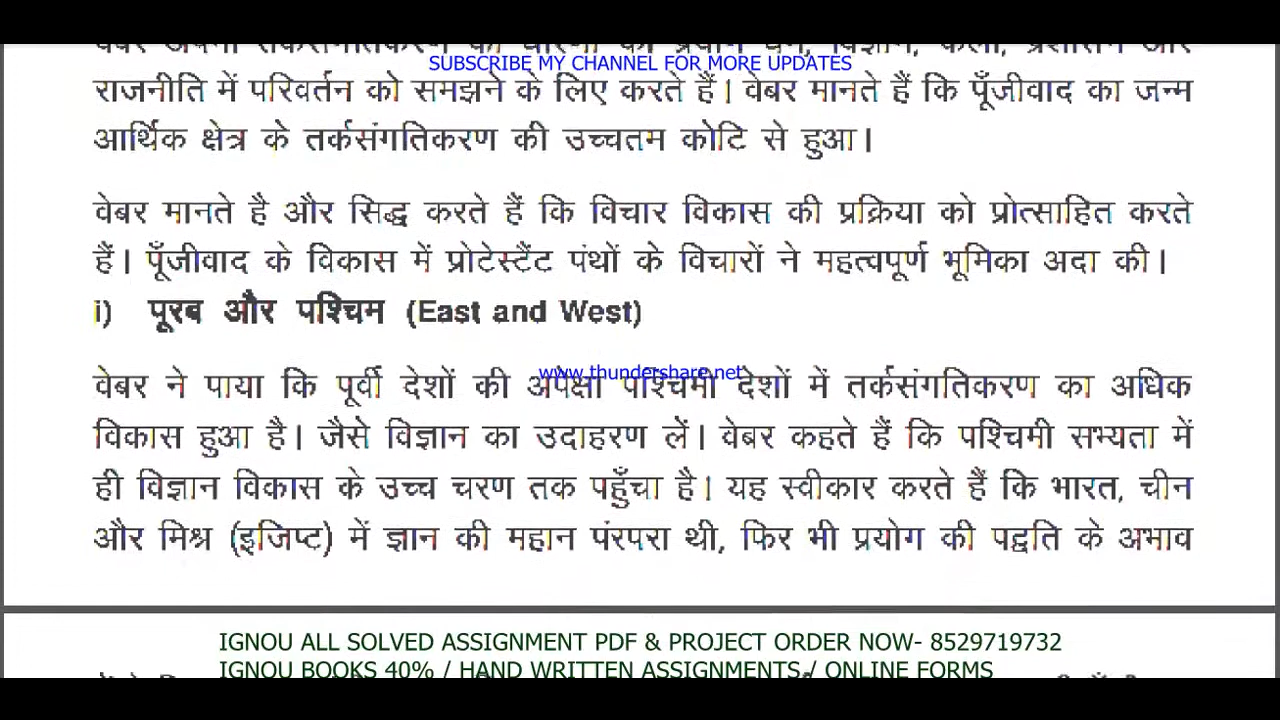 SUBSCRIBE MY CHANNEL FOR MORE UPDATES
राजनीति में परिवर्तन को समझने के लिए करते हैं। वेबर मानते हैं कि पूँजीवाद का जन्म
आर्थिक क्षेत्र के तर्कसंगतिकरण की उच्चतम कोटि से हुआ।
वेबर मानते है और सिद्ध करते हैं कि विचार विकास की प्रक्रिया को प्रोत्साहित करते
हैं। पूँजीवाद के विकास में प्रोटेस्टैंट पंथों के विचारों ने महत्वपूर्ण भूमिका अदा की।
i) पूरब और पश्चिम (East and West)
www.thundershare.net
वेबर ने पाया कि पूर्वी देशों की अपेक्षा पश्चिमी देशों में तर्कसंगतिकरण का अधिक
विकास हुआ है। जैसे विज्ञान का उदाहरण लें। वेबर कहते हैं कि पश्चिमी सभ्यता में
ही विज्ञान विकास के उच्च चरण तक पहुँचा है। यह स्वीकार करते हैं कि भारत, चीन
और मिश्र (इजिप्ट) में ज्ञान की महान पंरपरा थी, फिर भी प्रयोग की पद्वति के अभाव
IGNOU ALL SOLVED ASSIGNMENT PDF & PROJECT ORDER NOW- 8529719732
IGNOU BOOKS 40% / HAND WRITTEN ASSIGNMENTS / ONLINE FORMS